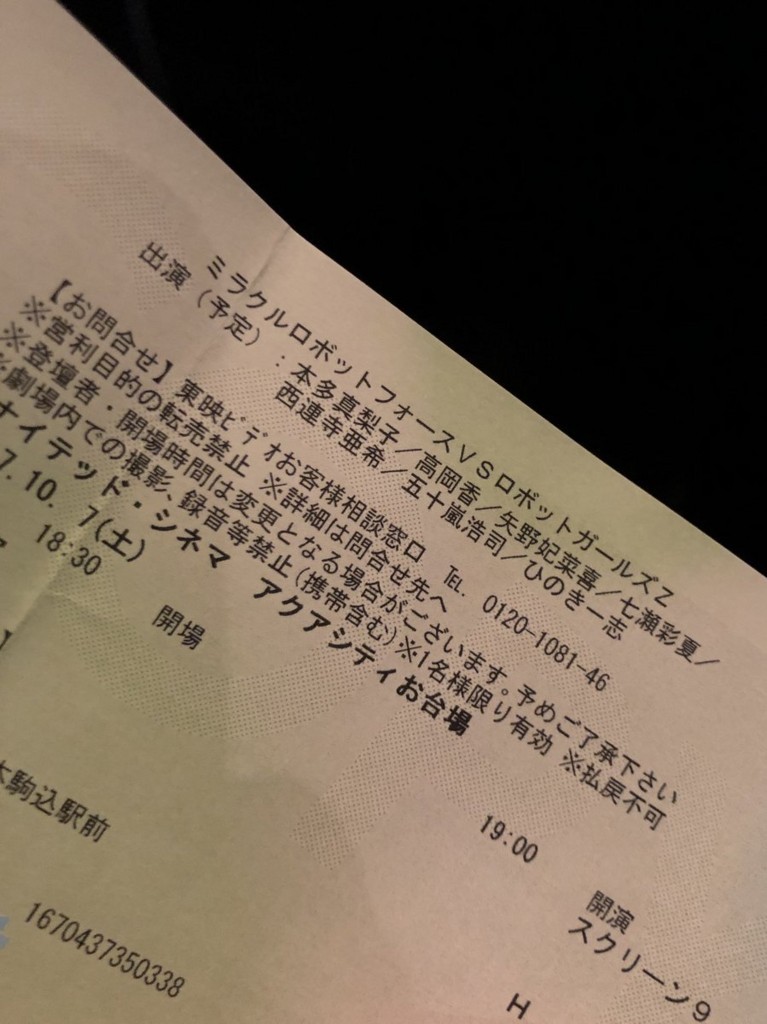 ミラクルロボットフォースVSロボットガールズZ
出演(予定):本多真梨子/高岡香/矢野妃菜喜/七瀬彩夏/
西連寺亜希/五十嵐浩司/ひのき一志
【お問合せ】東映ビデオお客様相談窓口 TEL. 0120-1081-46
※営利目的の転売禁止 ※詳細は問合せ先へ
※登壇者・開場時間は変更となる場合がございます。予めご了承下さい
※劇場内での撮影、録音等禁止(携帯含む)※1名様限り有効 ※払戻不可
ナイテッド・シネマ アクアシティお台場
7.10. 7(土)
18:30 開場 19:00 開演
スクリーン9
H
本駒込駅前
1670437350338